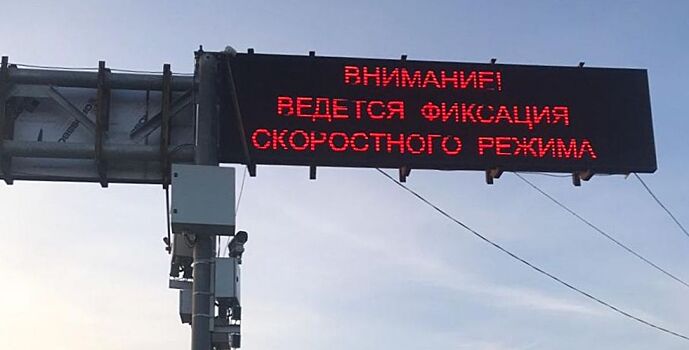 ВНИМАНИЕ!
ВЕДЕТСЯ ФИКСАЦИЯ
СКОРОСТНОГО РЕЖИМА